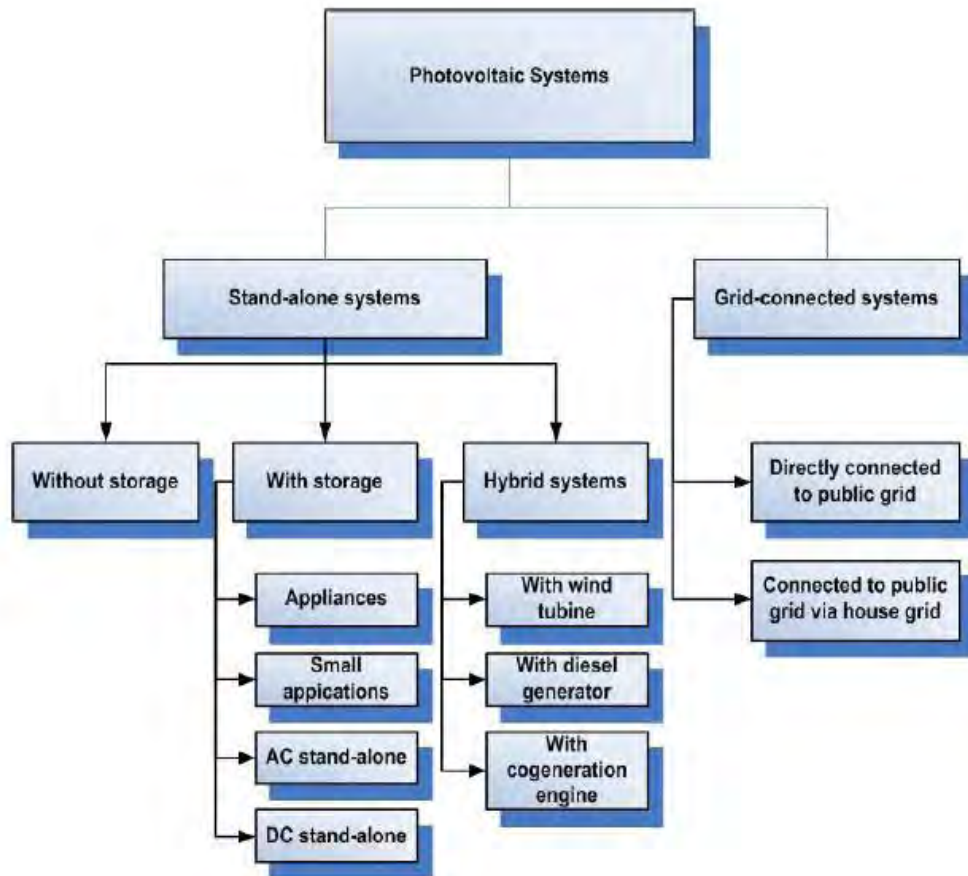 Photovoltaic Systems
Stand-alone systems
Grid-connected systems
Without storage
With storage
Hybrid systems
Directly connected
to public grid
Appliances
With wind
tubine
Connected to public
grid via house grid
Small
appications
With diesel
generator
AC stand-alone
With
cogeneration
engine
DC stand-alone